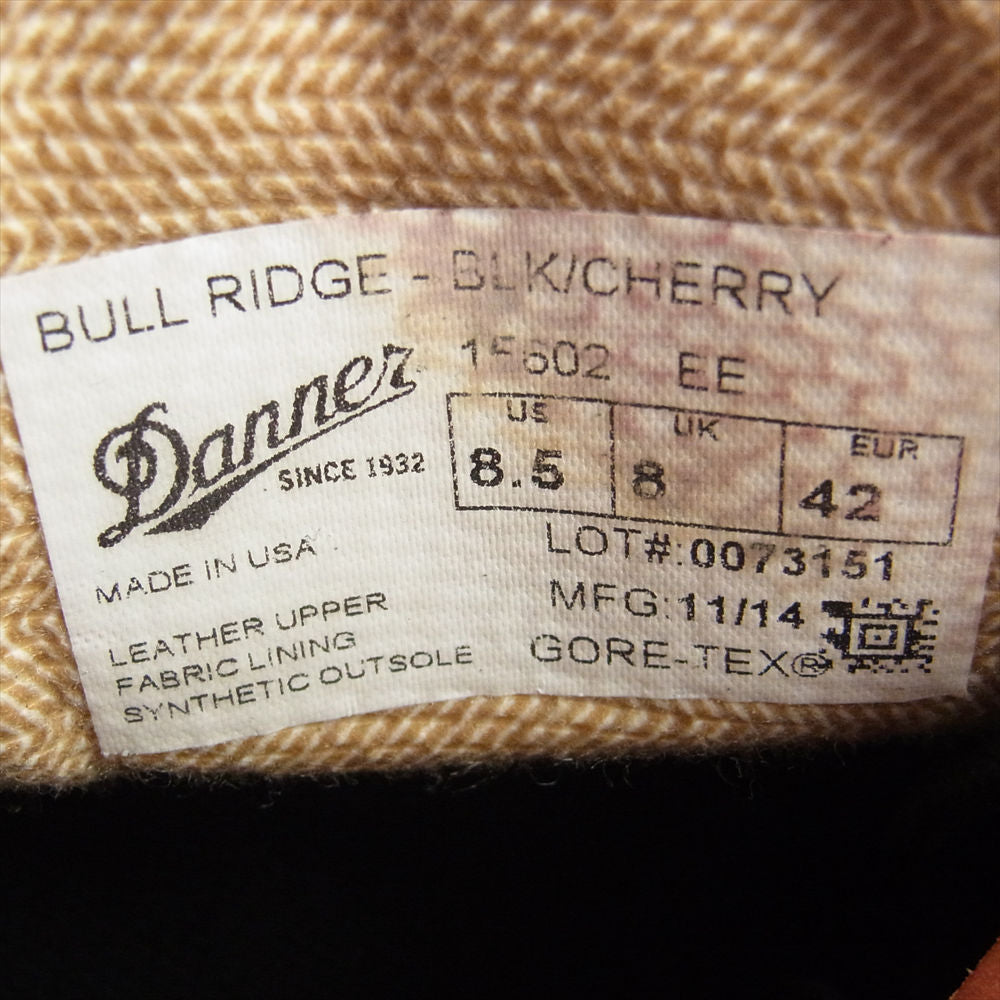 BULL RIDGE - BLK/CHERRY
15602 EE
Danner
SINCE 1932
US UK EUR
8.5 8 42
MADE IN USA
LEATHER UPPER
FABRIC LINING
SYNTHETIC OUTSOLE
LOT#:0073151
MFG:11/14
GORE-TEX®